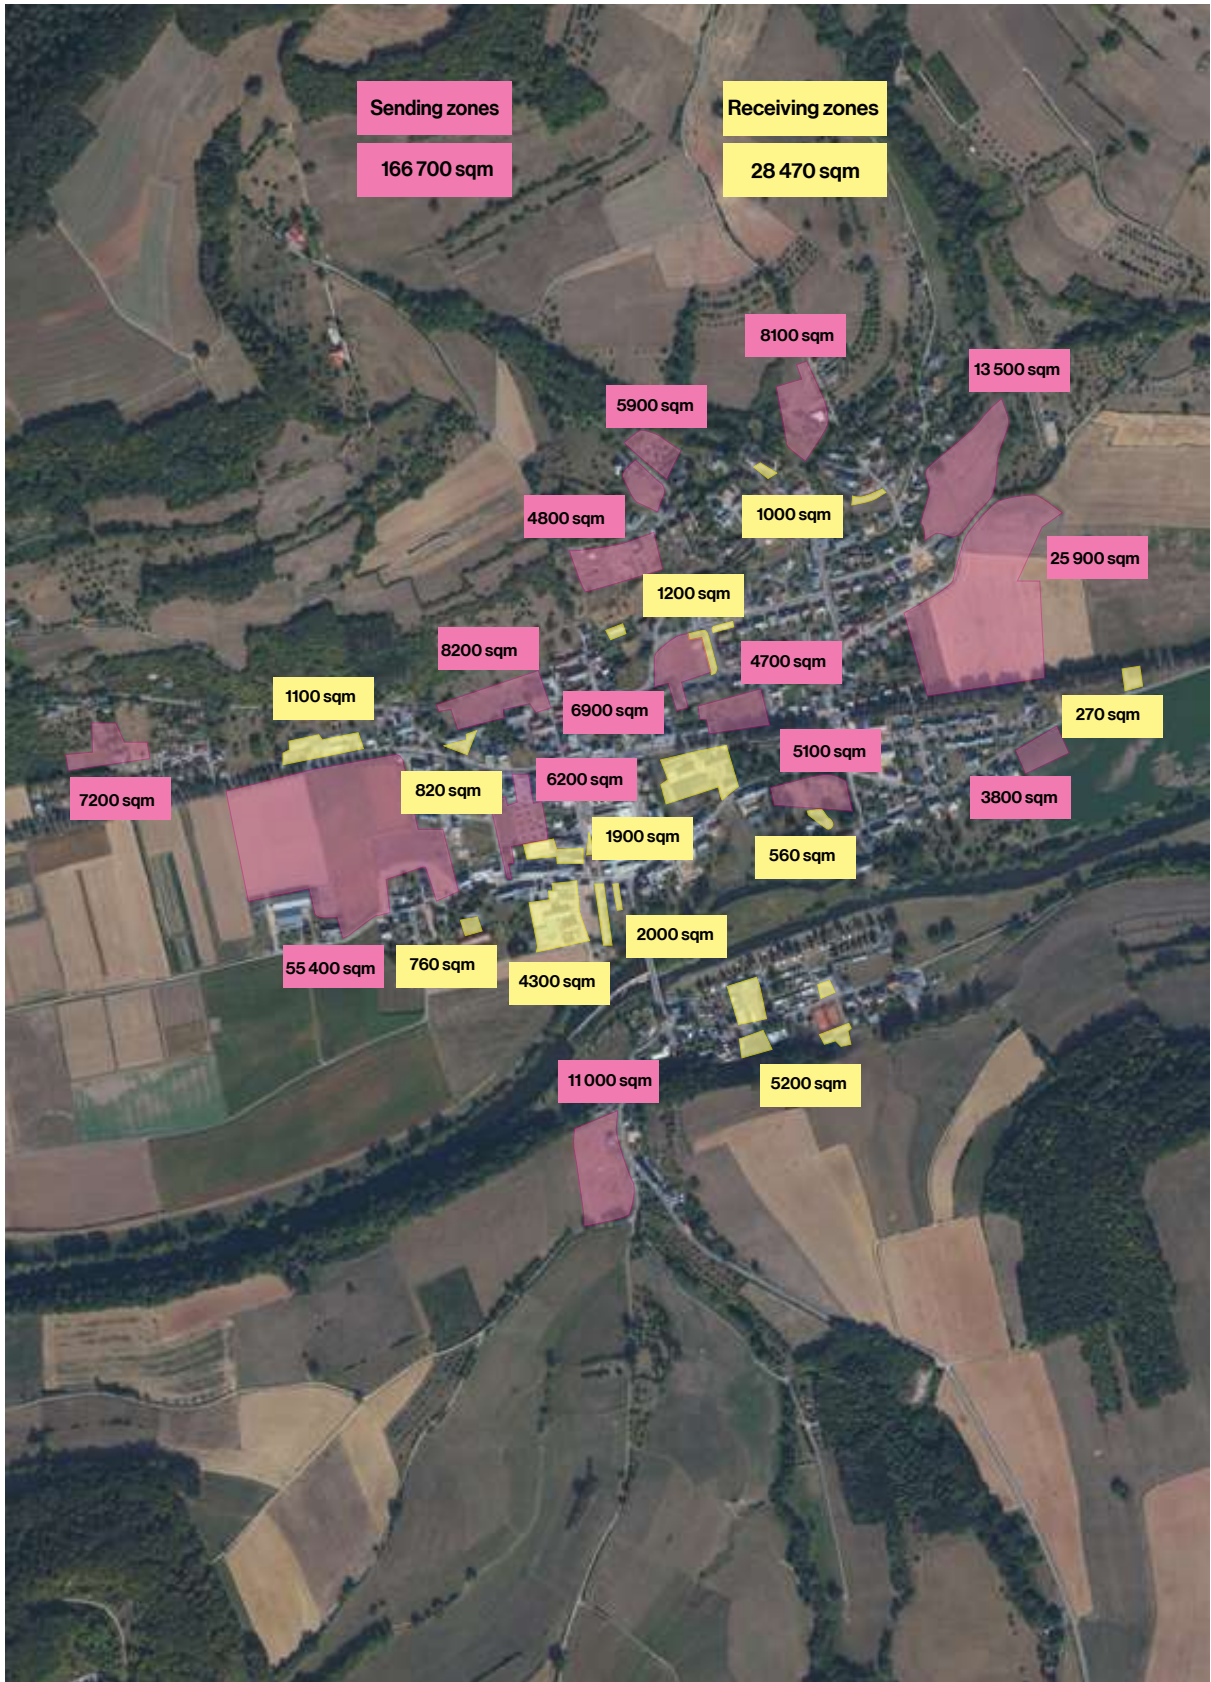 Sending zones
Receiving zones
166 700 sqm
28 470 sqm
8100 sqm
13 500 sqm
5900 sqm
4800 sqm
1000 sqm
25 900 sqm
1200 sqm
8200 sqm
4700 sqm
1100 sqm
6900 sqm
270 sqm
5100 sqm
6200 sqm
820 sqm
7200 sqm
3800 sqm
1900 sqm
560 sqm
2000 sqm
760 sqm
55 400 sqm
4300 sqm
11 000 sqm
5200 sqm